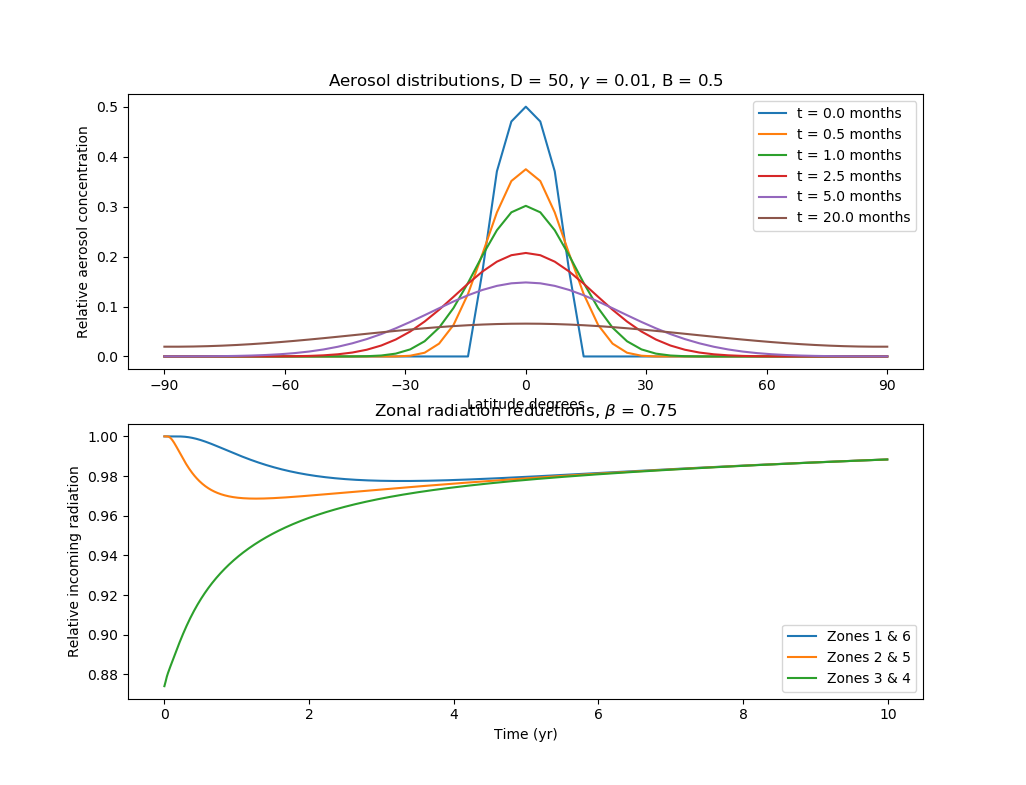 Aerosol distributions, D = 50, γ = 0.01, B = 0.5
Relative aerosol concentration
0.5
0.4
0.3
0.2
0.1
0.0
t = 0.0 months
t = 0.5 months
t = 1.0 months
t = 2.5 months
t = 5.0 months
t = 20.0 months
−90 −60 −30 0 30 60 90
Latitude degrees
Zonal radiation reductions, β = 0.75
Relative incoming radiation
1.00
0.98
0.96
0.94
0.92
0.90
0.88
Zones 1 & 6
Zones 2 & 5
Zones 3 & 4
0 2 4 6 8 10
Time (yr)